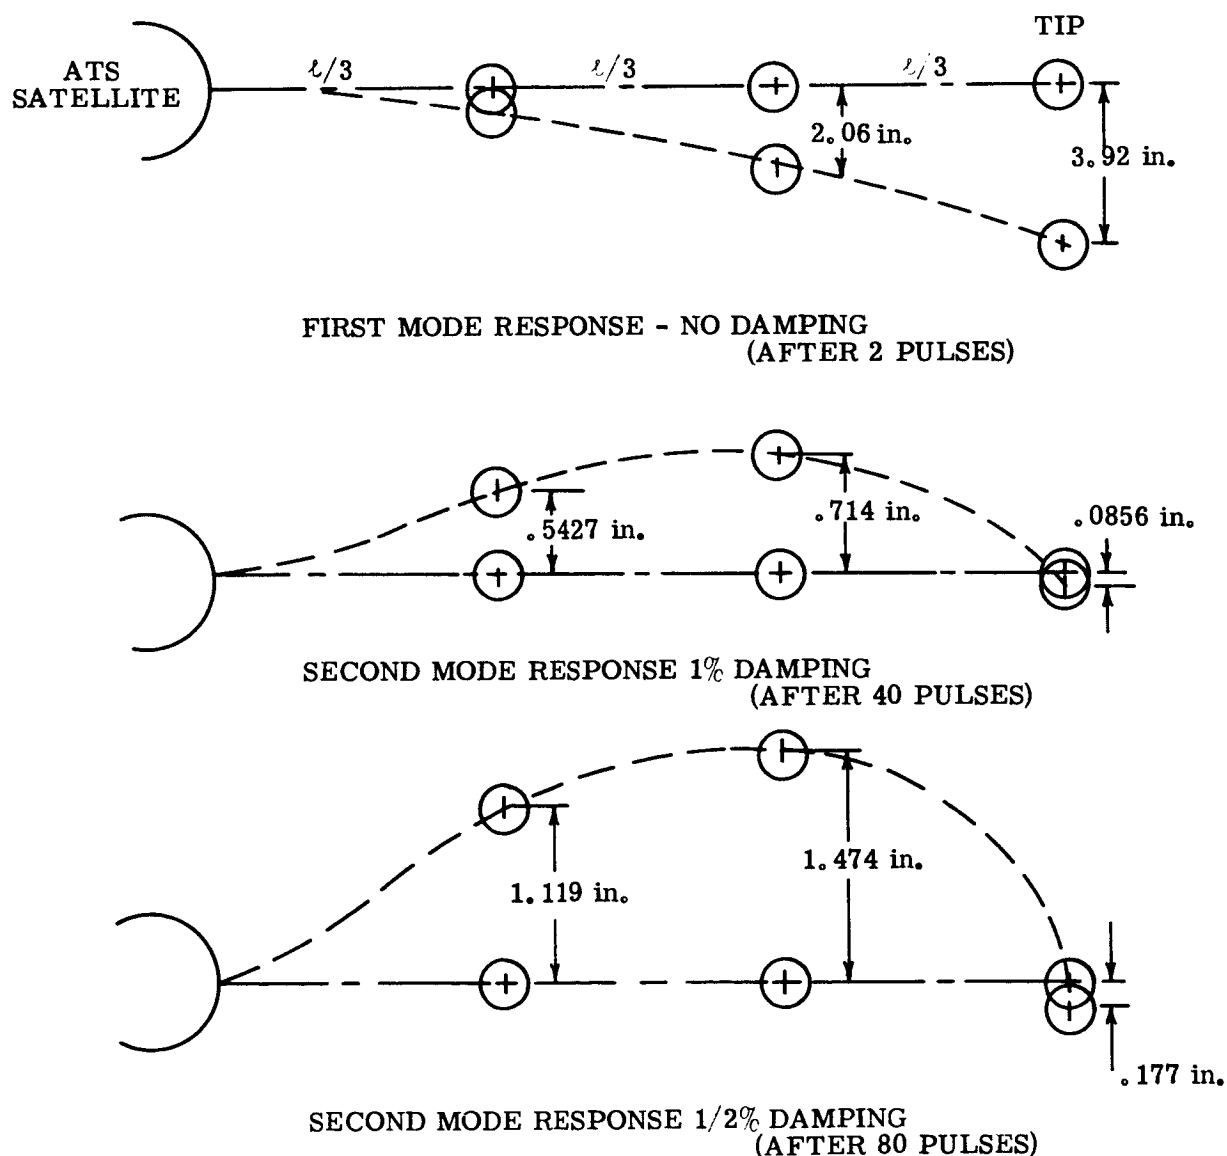 TIP
ATS
SATELLITE
ℓ/3
ℓ/3
ℓ/3
2.06 in.
3.92 in.
FIRST MODE RESPONSE - NO DAMPING
(AFTER 2 PULSES)
.5427 in.
.714 in.
.0856 in.
SECOND MODE RESPONSE 1% DAMPING
(AFTER 40 PULSES)
1.119 in.
1.474 in.
.177 in.
SECOND MODE RESPONSE 1/2% DAMPING
(AFTER 80 PULSES)